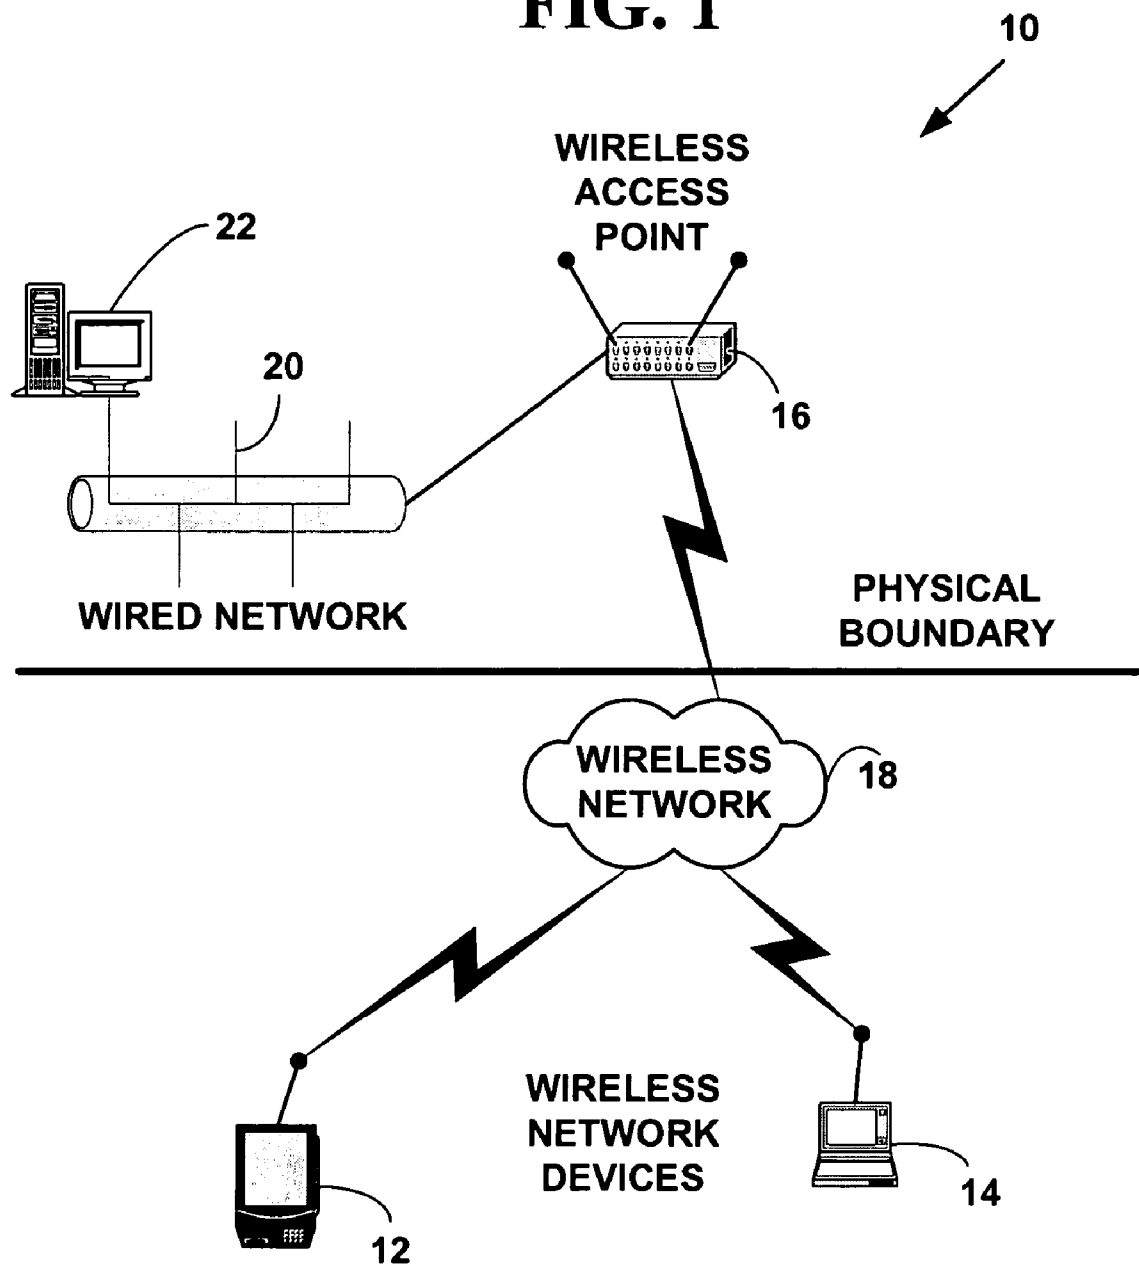 FIG. 1
10
WIRELESS
ACCESS
POINT
22
20
16
WIRED NETWORK
PHYSICAL
BOUNDARY
WIRELESS
NETWORK
18
WIRELESS
NETWORK
DEVICES
14
12